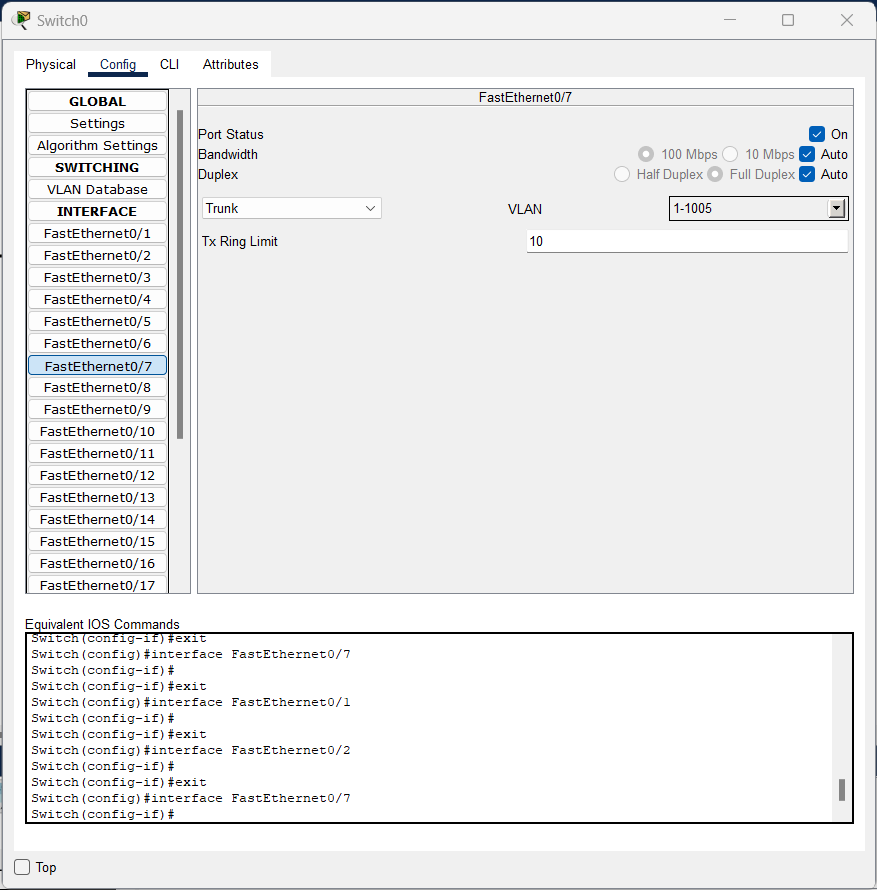 Switch0
Physical Config CLI Attributes
GLOBAL
Settings
Algorithm Settings
SWITCHING
VLAN Database
INTERFACE
FastEthernet0/1
FastEthernet0/2
FastEthernet0/3
FastEthernet0/4
FastEthernet0/5
FastEthernet0/6
FastEthernet0/7
FastEthernet0/8
FastEthernet0/9
FastEthernet0/10
FastEthernet0/11
FastEthernet0/12
FastEthernet0/13
FastEthernet0/14
FastEthernet0/15
FastEthernet0/16
FastEthernet0/17
FastEthernet0/7
Port Status On
Bandwidth 100 Mbps 10 Mbps Auto
Duplex Half Duplex Full Duplex Auto
Trunk VLAN 1-1005
Tx Ring Limit 10
Equivalent IOS Commands
Switch(config-if)#exit
Switch(config)#interface FastEthernet0/7
Switch(config-if)#
Switch(config-if)#exit
Switch(config)#interface FastEthernet0/1
Switch(config-if)#
Switch(config-if)#exit
Switch(config)#interface FastEthernet0/2
Switch(config-if)#
Switch(config-if)#exit
Switch(config)#interface FastEthernet0/7
Switch(config-if)#
Top